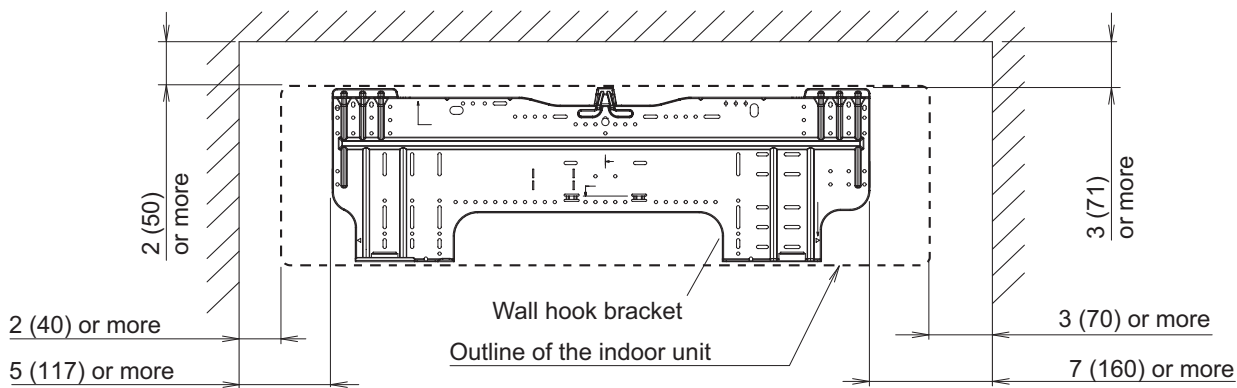 2 (50)
or more
3 (71)
or more
2 (40) or more
5 (117) or more
Wall hook bracket
Outline of the indoor unit
3 (70) or more
7 (160) or more